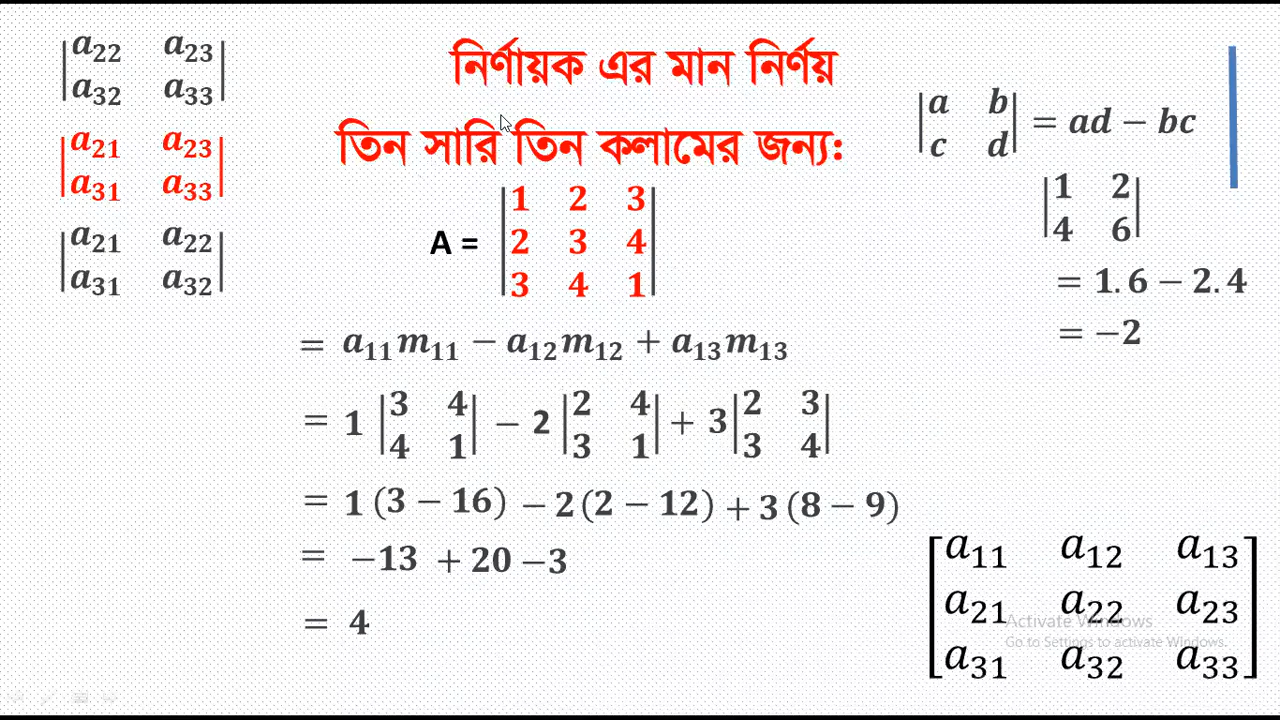 নির্ণায়ক এর মান নির্ণয়
তিন সারি তিন কলামের জন্য:
|a₂₂ a₂₃|
|a₃₂ a₃₃|
|a₂₁ a₂₃|
|a₃₁ a₃₃|
|a₂₁ a₂₂|
|a₃₁ a₃₂|
A =
|1 2 3|
|2 3 4|
|3 4 1|
= a₁₁m₁₁ − a₁₂m₁₂ + a₁₃m₁₃
= 1 |3 4| − 2 |2 4| + 3 |2 3|
|4 1| |3 1| |3 4|
= 1 (3 − 16) − 2 (2 − 12) + 3 (8 − 9)
= −13 + 20 −3
= 4
|a b|
|c d| = ad − bc
|1 2|
|4 6|
= 1.6 − 2.4
= −2
[a₁₁ a₁₂ a₁₃]
[a₂₁ a₂₂ a₂₃]
[a₃₁ a₃₂ a₃₃]
Activate Windows
Go to Settings to activate Windows.